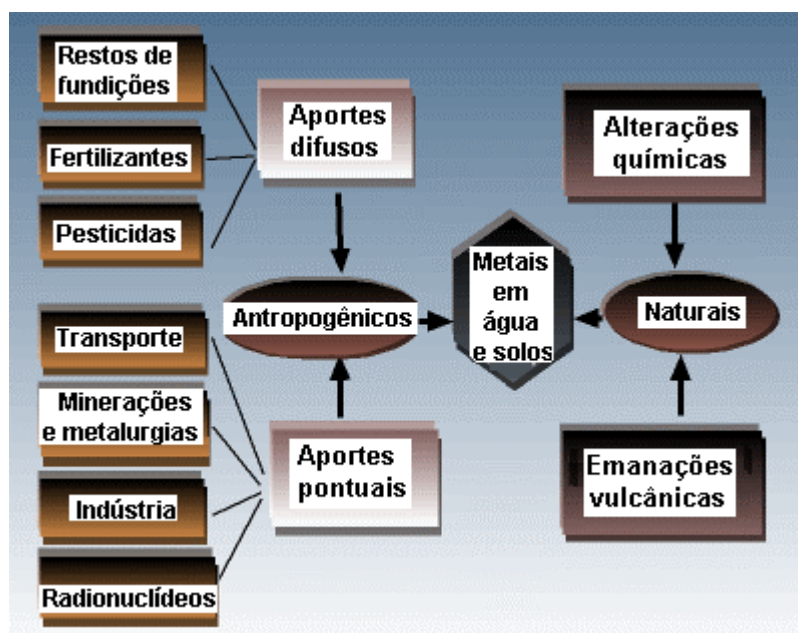 Restos de
fundições
Fertilizantes
Pesticidas
Aportes
difusos
Transporte
Minerações
e metalurgias
Indústria
Radionuclídeos
Aportes
pontuais
Antropogênicos
Metais
em
água
e solos
Alterações
químicas
Naturais
Emanações
vulcânicas